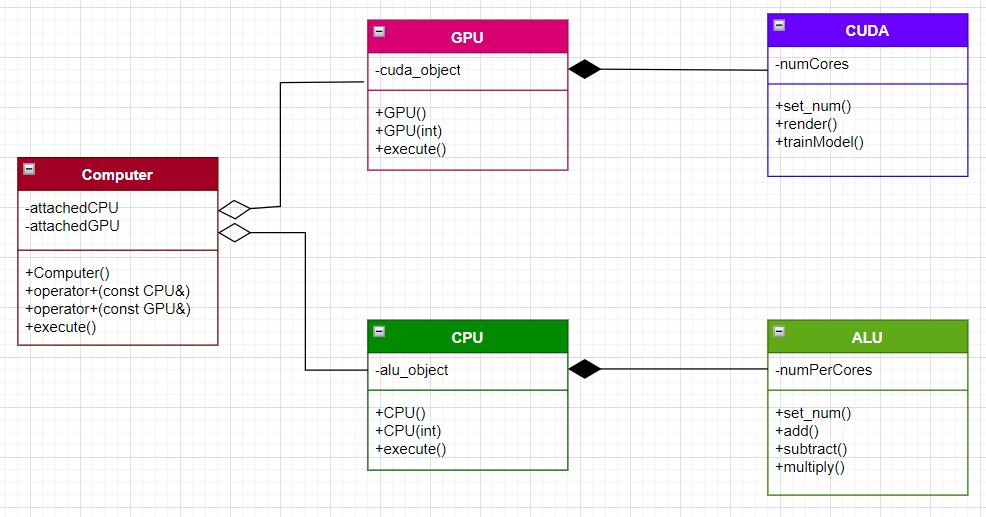 GPU
-cuda_object
+GPU()
+GPU(int)
+execute()
CUDA
-numCores
+set_num()
+render()
+trainModel()
Computer
-attachedCPU
-attachedGPU
+Computer()
+operator+(const CPU&)
+operator+(const GPU&)
+execute()
CPU
-alu_object
+CPU()
+CPU(int)
+execute()
ALU
-numPerCores
+set_num()
+add()
+subtract()
+multiply()